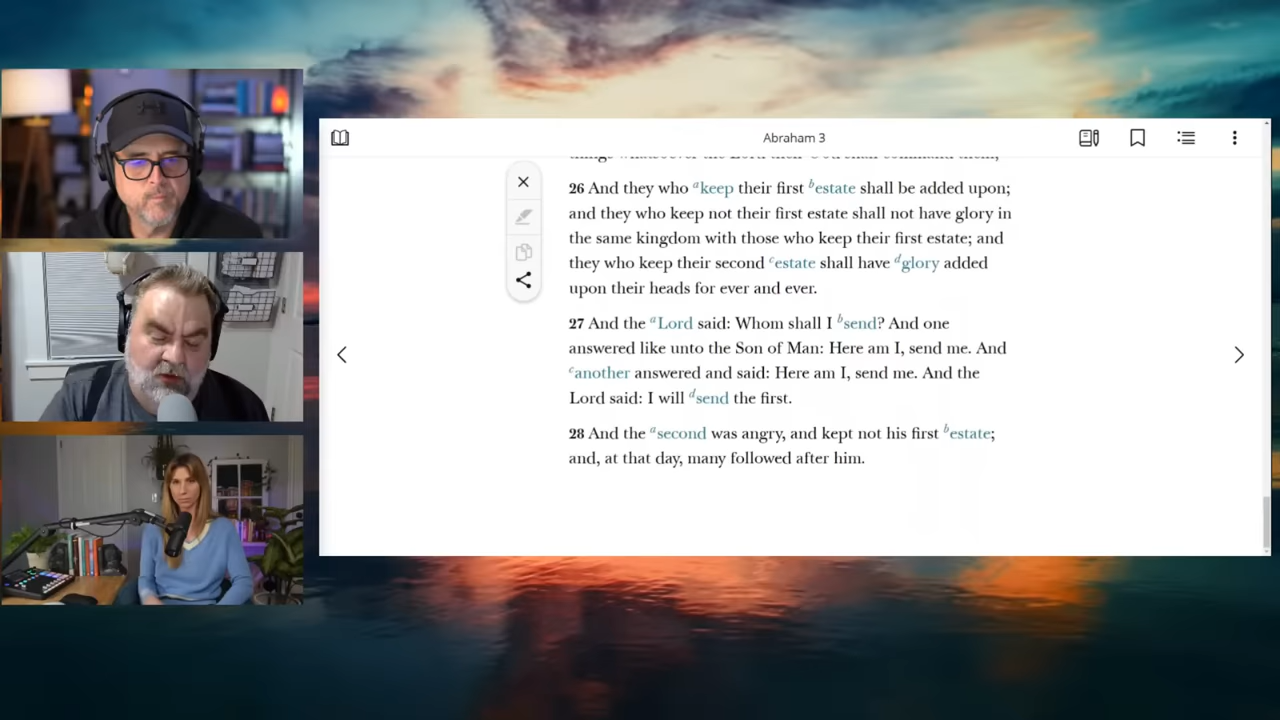 Abraham 3
26 And they who a keep their first b estate shall be added upon;
and they who keep not their first estate shall not have glory in
the same kingdom with those who keep their first estate; and
they who keep their second c estate shall have d glory added
upon their heads for ever and ever.
27 And the a Lord said: Whom shall I b send? And one
answered like unto the Son of Man: Here am I, send me. And
c another answered and said: Here am I, send me. And the
Lord said: I will d send the first.
28 And the a second was angry, and kept not his first b estate;
and, at that day, many followed after him.